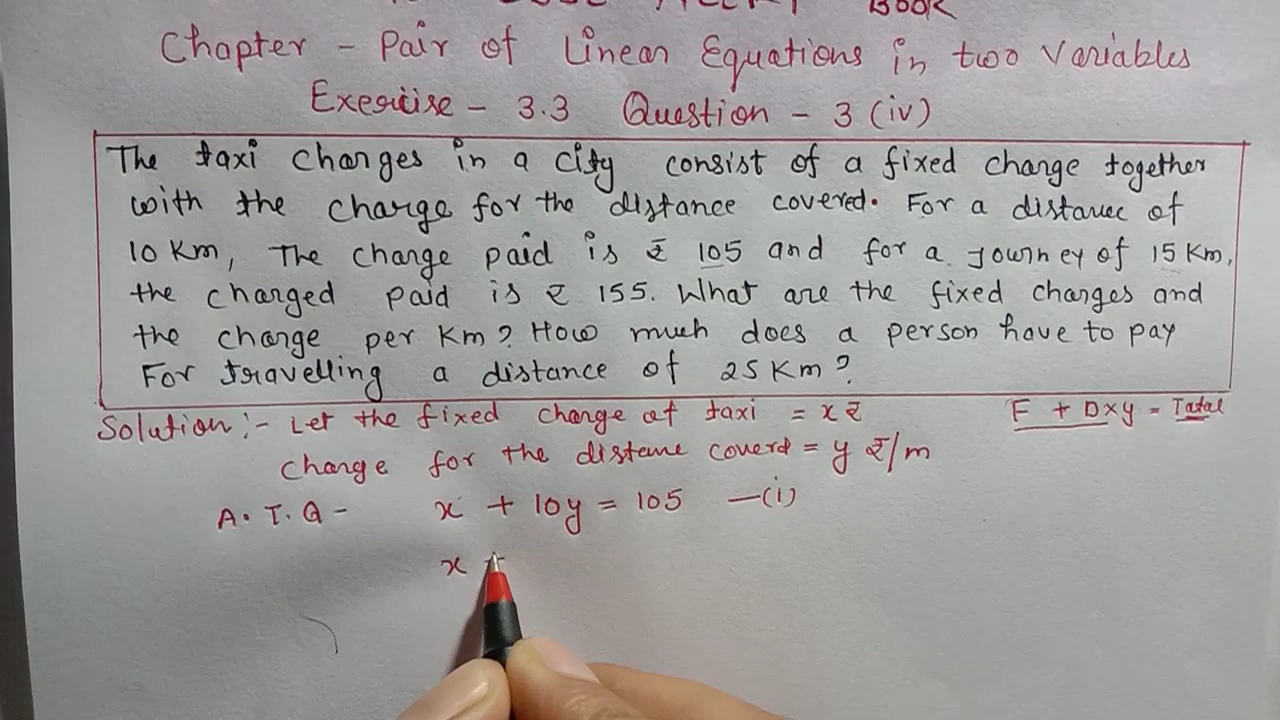 Book
Chapter - Pair of Linear Equations in two Variables
Exercise - 3.3 Question - 3 (iv)
The taxi charges in a city consist of a fixed charge together
with the charge for the distance covered. For a distance of
10 Km, The charge paid is ₹ 105 and for a Journey of 15 Km,
the charged paid is ₹ 155. What are the fixed charges and
the charge per Km? How much does a person have to pay
For travelling a distance of 25 Km?
Solution :- Let the fixed charge of taxi = x ₹
F + D×y = Total
Charge for the distance coverd = y ₹/m
A.T.Q - x + 10y = 105 —(i)
x +